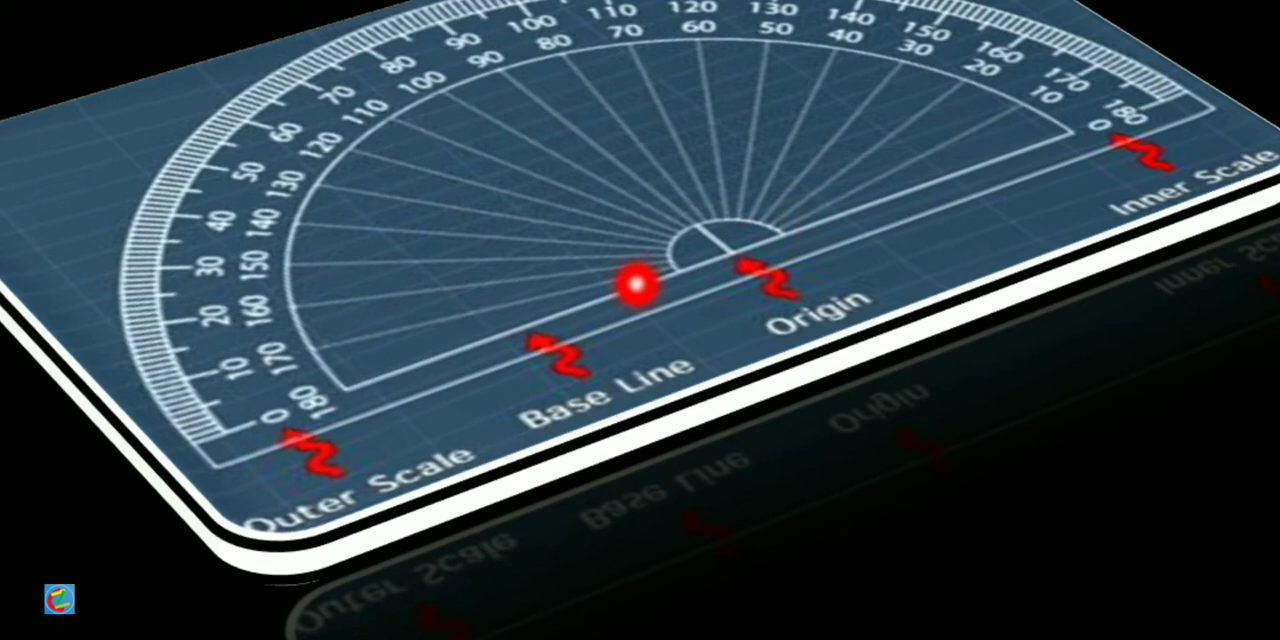 0 10 20 30 40 50 60 70 80 90 100 110 120 130 140 150 160 170 180
180 170 160 150 140 130 120 110 100 90 80 70 60 50 40 30 20 10 0
Outer Scale
Base Line
Origin
Inner Scale